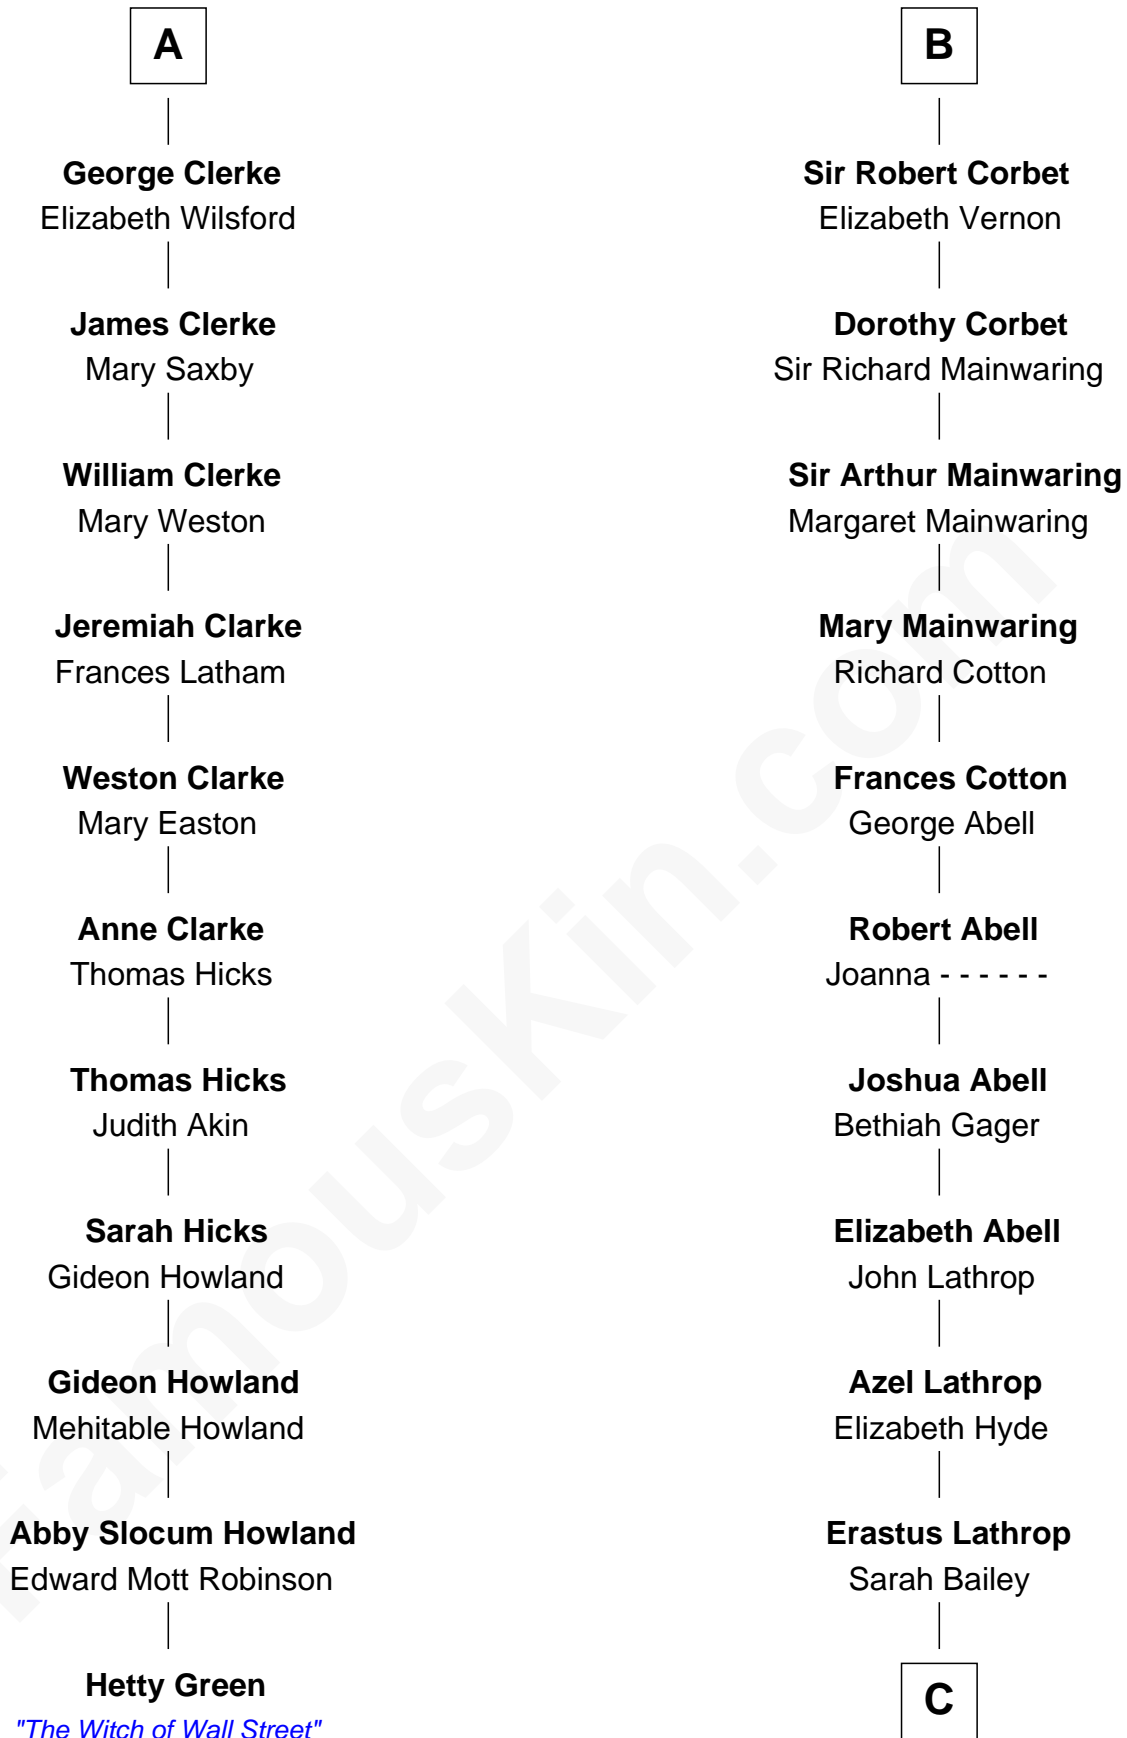 A
George Clerke
Elizabeth Wilsford
James Clerke
Mary Saxby
William Clerke
Mary Weston
Jeremiah Clarke
Frances Latham
Weston Clarke
Mary Easton
Anne Clarke
Thomas Hicks
Thomas Hicks
Judith Akin
Sarah Hicks
Gideon Howland
Gideon Howland
Mehitable Howland
Abby Slocum Howland
Edward Mott Robinson
Hetty Green
"The Witch of Wall Street"
B
Sir Robert Corbet
Elizabeth Vernon
Dorothy Corbet
Sir Richard Mainwaring
Sir Arthur Mainwaring
Margaret Mainwaring
Mary Mainwaring
Richard Cotton
Frances Cotton
George Abell
Robert Abell
Joanna - - - - - -
Joshua Abell
Bethiah Gager
Elizabeth Abell
John Lathrop
Azel Lathrop
Elizabeth Hyde
Erastus Lathrop
Sarah Bailey
C
FamousKin.com